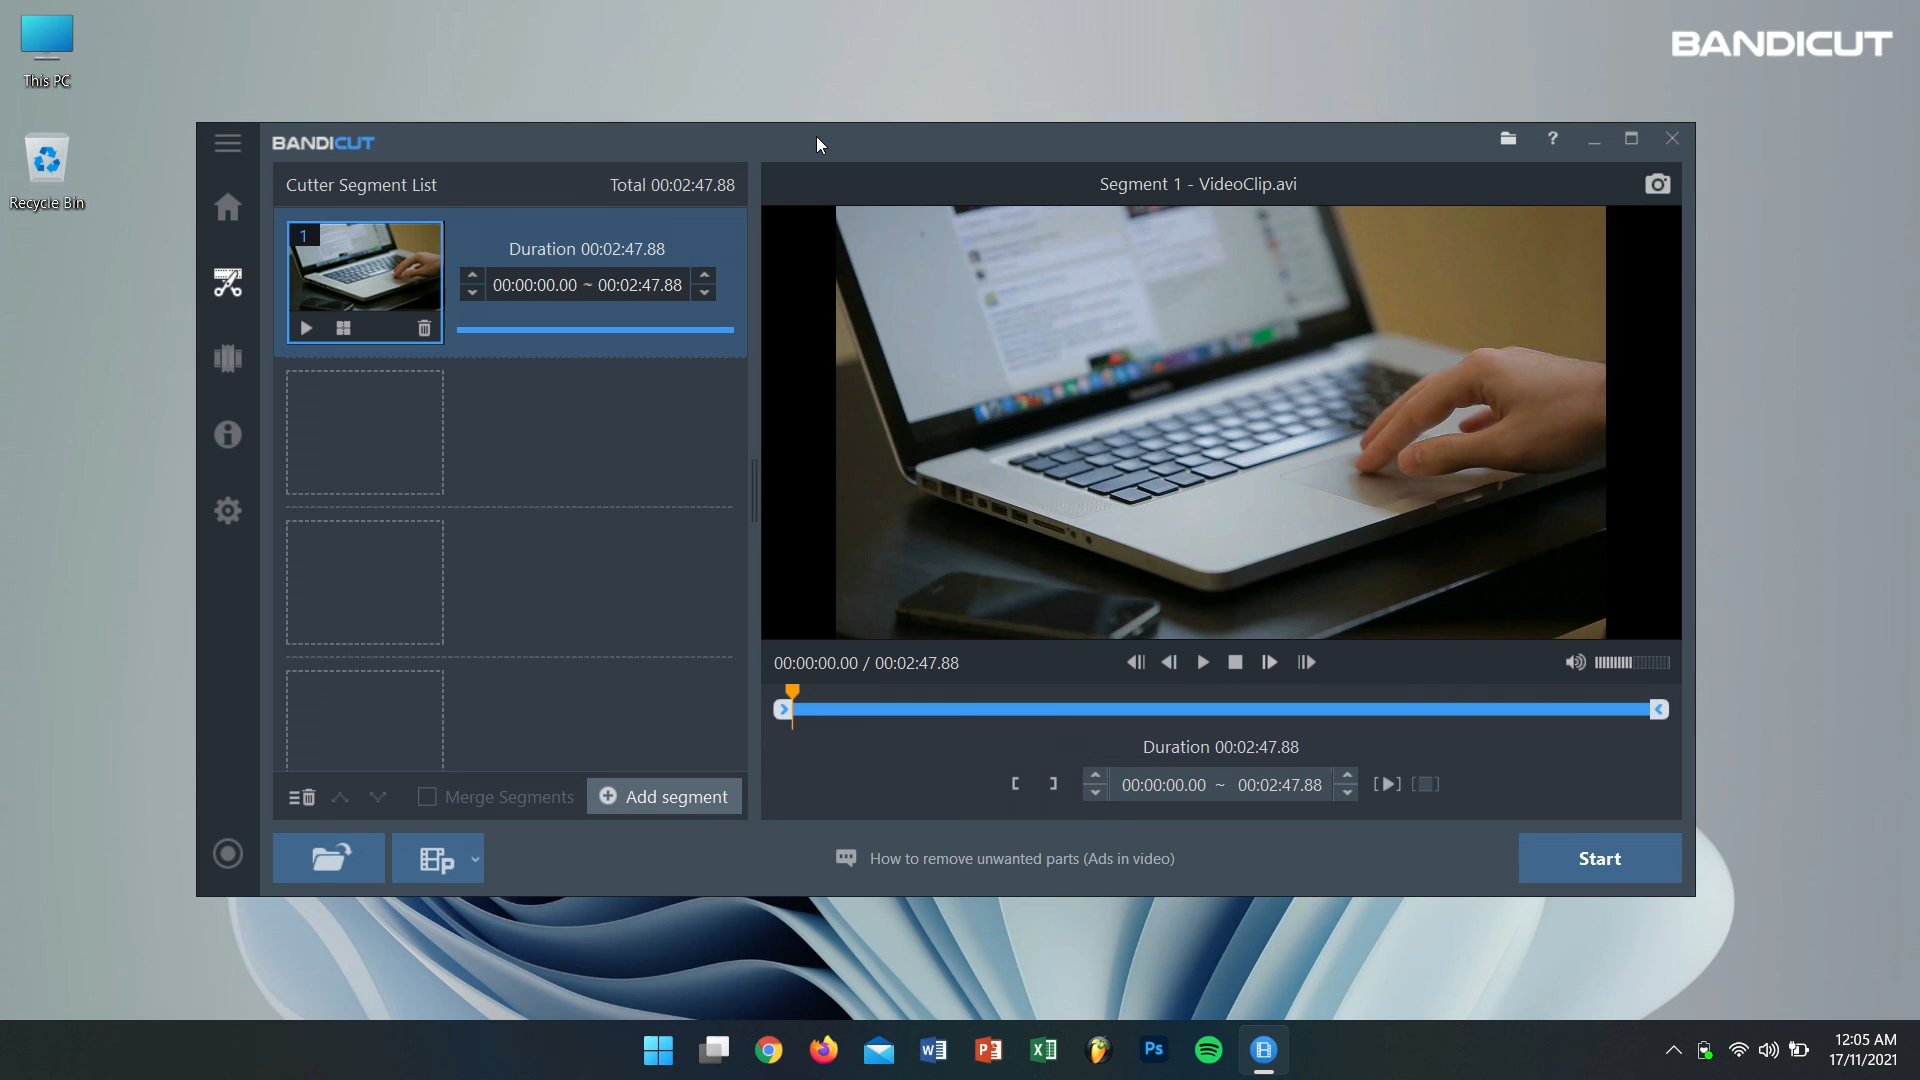 This PC
Recycle Bin
BANDICUT
BANDICUT
Cutter Segment List
Total 00:02:47.88
1
Duration 00:02:47.88
00:00:00.00 ~ 00:02:47.88
Merge Segments
Add segment
Segment 1 - VideoClip.avi
00:00:00.00 / 00:02:47.88
Duration 00:02:47.88
00:00:00.00 ~ 00:02:47.88
How to remove unwanted parts (Ads in video)
Start
Ps
12:05 AM
17/11/2021